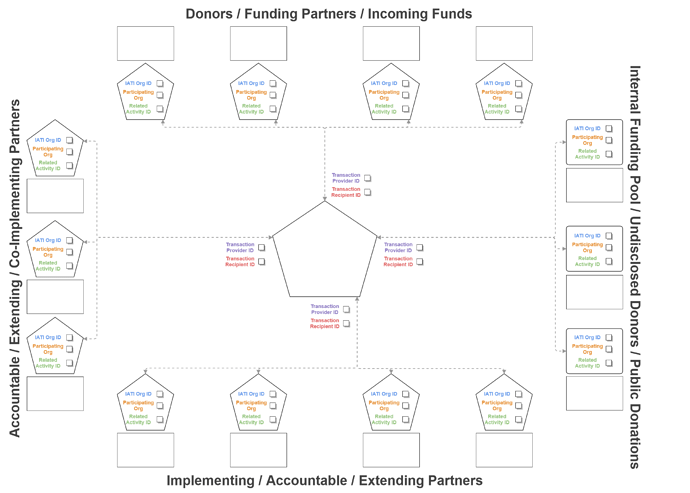 Donors / Funding Partners / Incoming Funds
IATI Org ID
Participating
Org
Related
Activity ID
IATI Org ID
Participating
Org
Related
Activity ID
IATI Org ID
Participating
Org
Related
Activity ID
IATI Org ID
Participating
Org
Related
Activity ID
Accountable / Extending / Co-Implementing Partners
IATI Org ID
Participating
Org
Related
Activity ID
IATI Org ID
Participating
Org
Related
Activity ID
IATI Org ID
Participating
Org
Related
Activity ID
Transaction
Provider ID
Transaction
Recipient ID
Transaction
Provider ID
Transaction
Recipient ID
Transaction
Provider ID
Transaction
Recipient ID
Transaction
Provider ID
Transaction
Recipient ID
IATI Org ID
Participating
Org
Related
Activity ID
IATI Org ID
Participating
Org
Related
Activity ID
IATI Org ID
Participating
Org
Related
Activity ID
Internal Funding Pool / Undisclosed Donors / Public Donations
IATI Org ID
Participating
Org
Related
Activity ID
IATI Org ID
Participating
Org
Related
Activity ID
IATI Org ID
Participating
Org
Related
Activity ID
IATI Org ID
Participating
Org
Related
Activity ID
Implementing / Accountable / Extending Partners